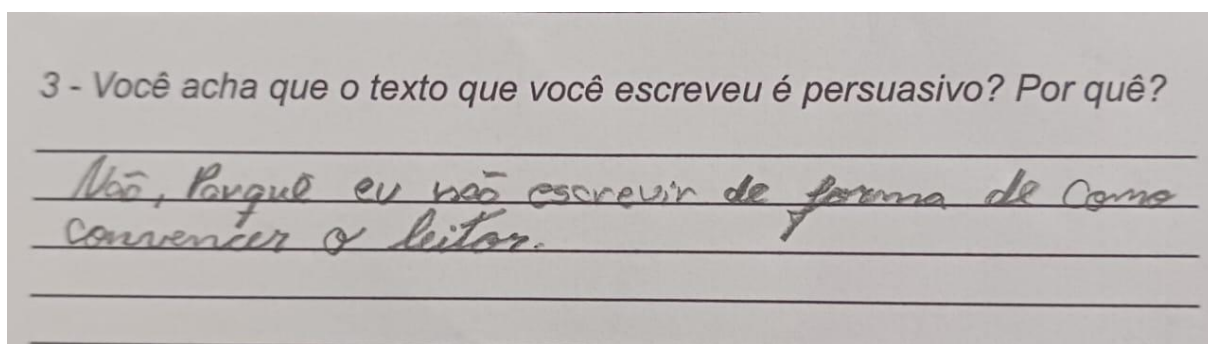 3 - Você acha que o texto que você escreveu é persuasivo? Por quê?
Não, Porquê eu não escrevir de forma de Como
convencer o leitor.